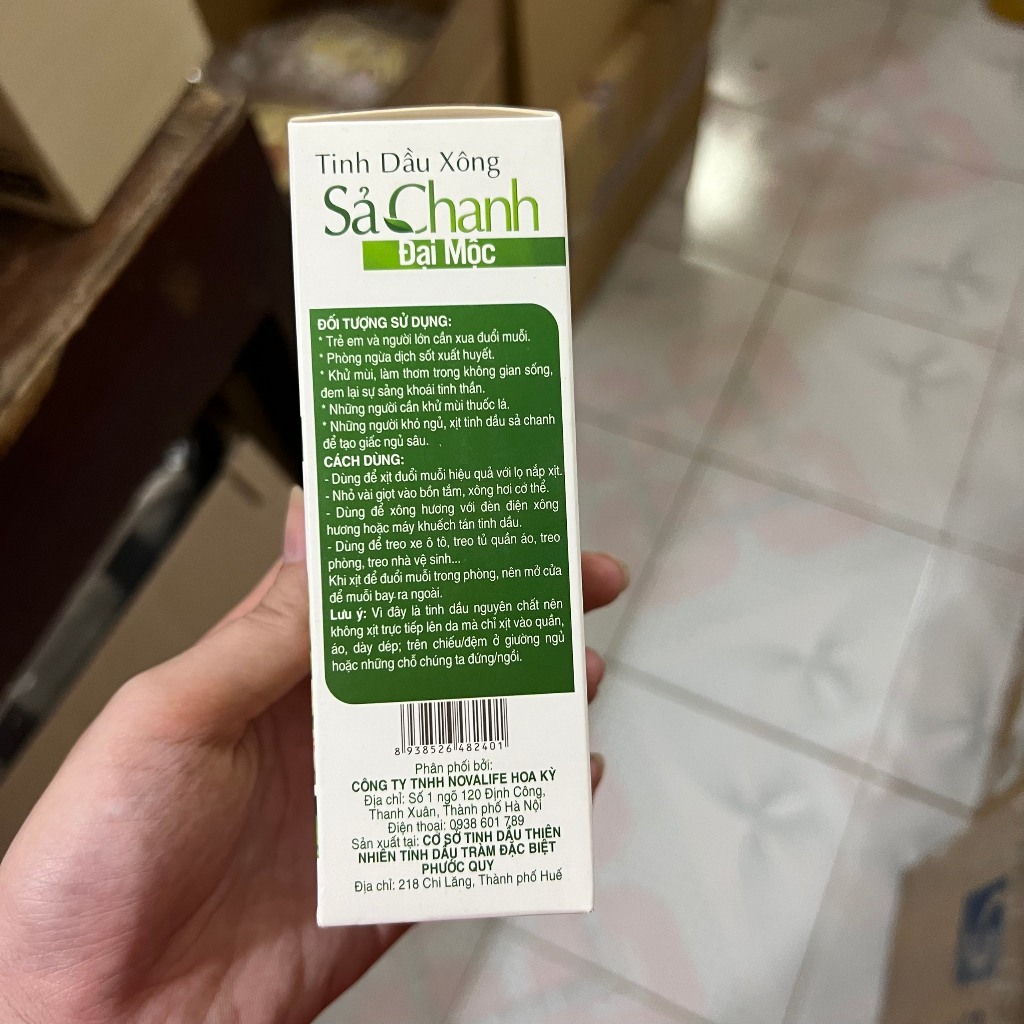 Tinh Dầu Xông
Sả Chanh
Đại Mộc
ĐỐI TƯỢNG SỬ DỤNG:
* Trẻ em và người lớn cần xua đuổi muỗi.
* Phòng ngừa dịch sốt xuất huyết.
* Khử mùi, làm thơm trong không gian sống,
đem lại sự sảng khoái tinh thần.
* Những người cần khử mùi thuốc lá.
* Những người khó ngủ, xịt tinh dầu sả chanh
để tạo giấc ngủ sâu.
CÁCH DÙNG:
- Dùng để xịt đuổi muỗi hiệu quả với lọ nắp xịt.
- Nhỏ vài giọt vào bồn tắm, xông hơi cơ thể.
- Dùng để xông hương với đèn điện xông
hương hoặc máy khuếch tán tinh dầu.
- Dùng để treo xe ô tô, treo tủ quần áo, treo
phòng, treo nhà vệ sinh...
Khi xịt để đuổi muỗi trong phòng, nên mở cửa
để muỗi bay ra ngoài.
Lưu ý: Vì đây là tinh dầu nguyên chất nên
không xịt trực tiếp lên da mà chỉ xịt vào quần,
áo, dày dép; trên chiếu/đệm ở giường ngủ
hoặc những chỗ chúng ta đứng/ngồi.
8 938526 482401
Phân phối bởi:
CÔNG TY TNHH NOVALIFE HOA KỲ
Địa chỉ: Số 1 ngõ 120 Định Công,
Thanh Xuân, Thành phố Hà Nội
Điện thoại: 0938 601 789
Sản xuất tại: CƠ SỞ TINH DẦU THIÊN
NHIÊN TINH DẦU TRÀM ĐẶC BIỆT
PHƯỚC QUY
Địa chỉ: 218 Chi Lăng, Thành phố Huế